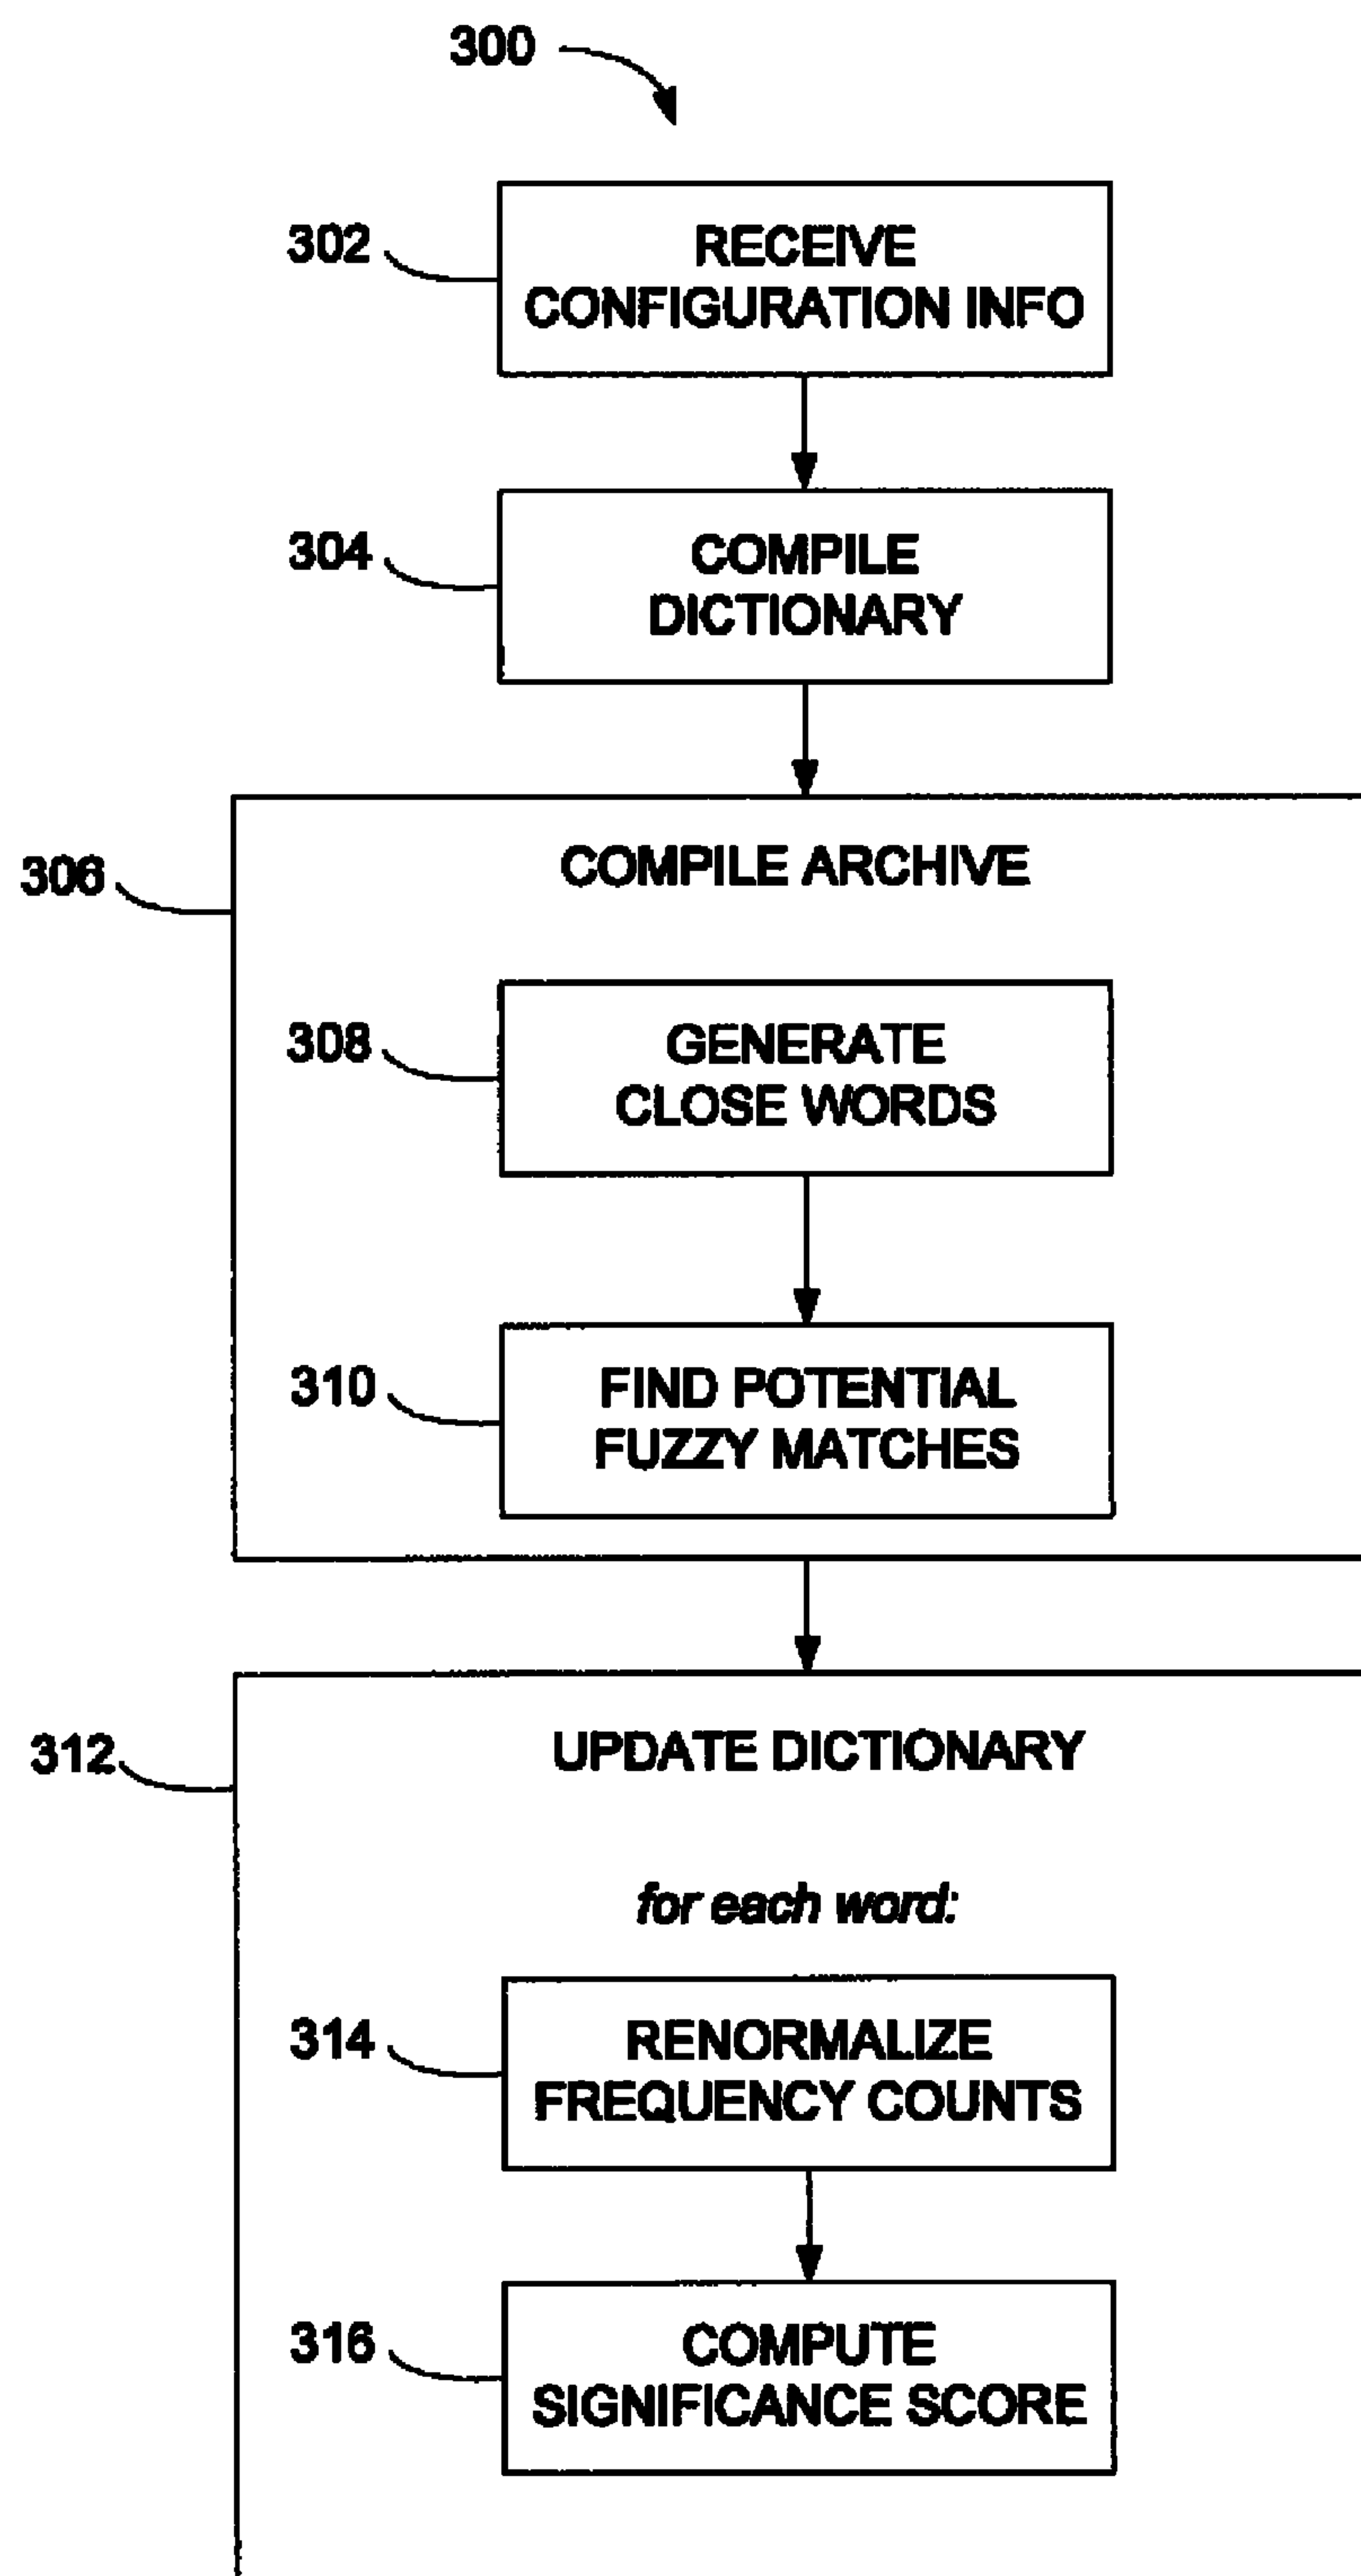 300
302
RECEIVE
CONFIGURATION INFO
304
COMPILE
DICTIONARY
306
COMPILE ARCHIVE
308
GENERATE
CLOSE WORDS
310
FIND POTENTIAL
FUZZY MATCHES
312
UPDATE DICTIONARY
for each word:
314
RENORMALIZE
FREQUENCY COUNTS
316
COMPUTE
SIGNIFICANCE SCORE